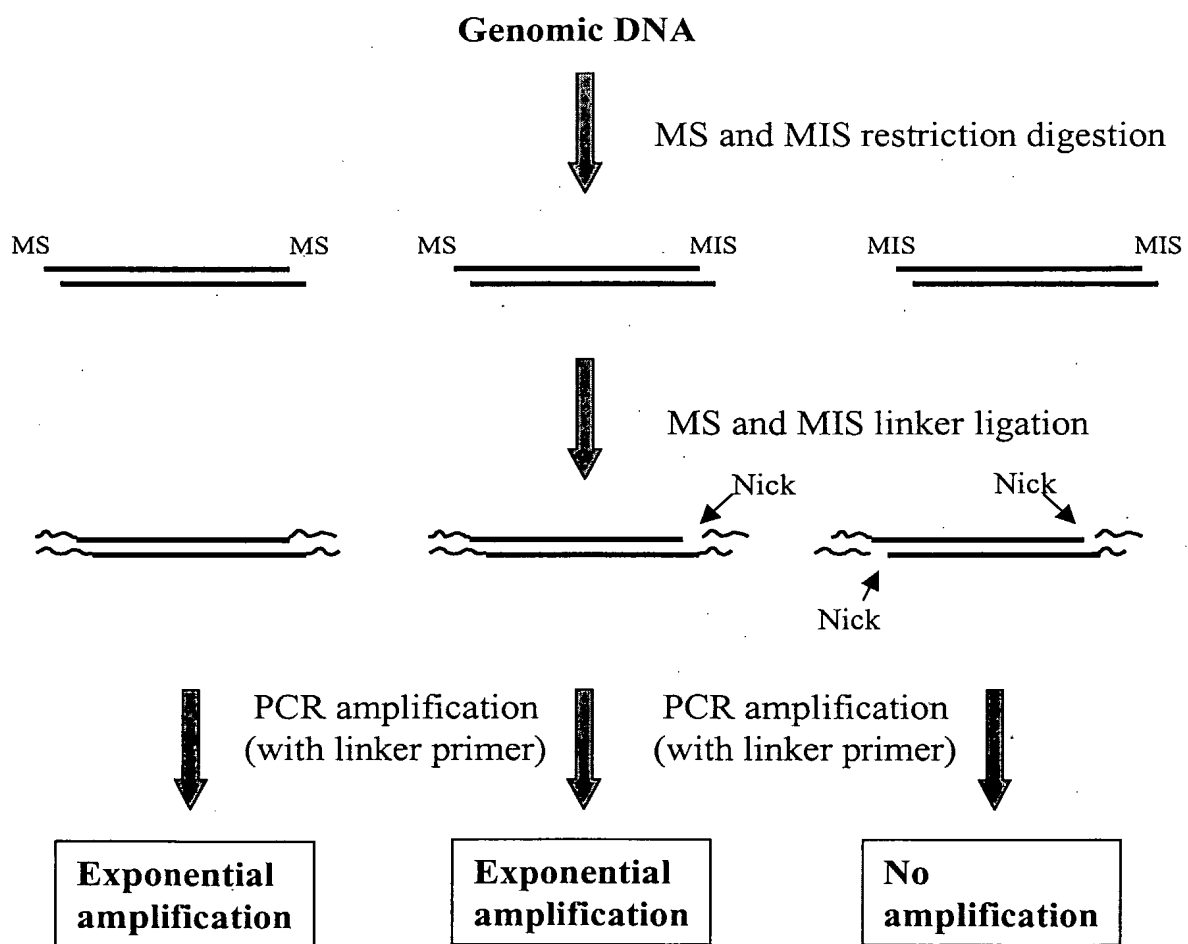 Genomic DNA
MS and MIS restriction digestion
MS MS MS MIS MIS MIS
MS and MIS linker ligation
Nick Nick
Nick
PCR amplification PCR amplification
(with linker primer) (with linker primer)
Exponential Exponential No
amplification amplification amplification